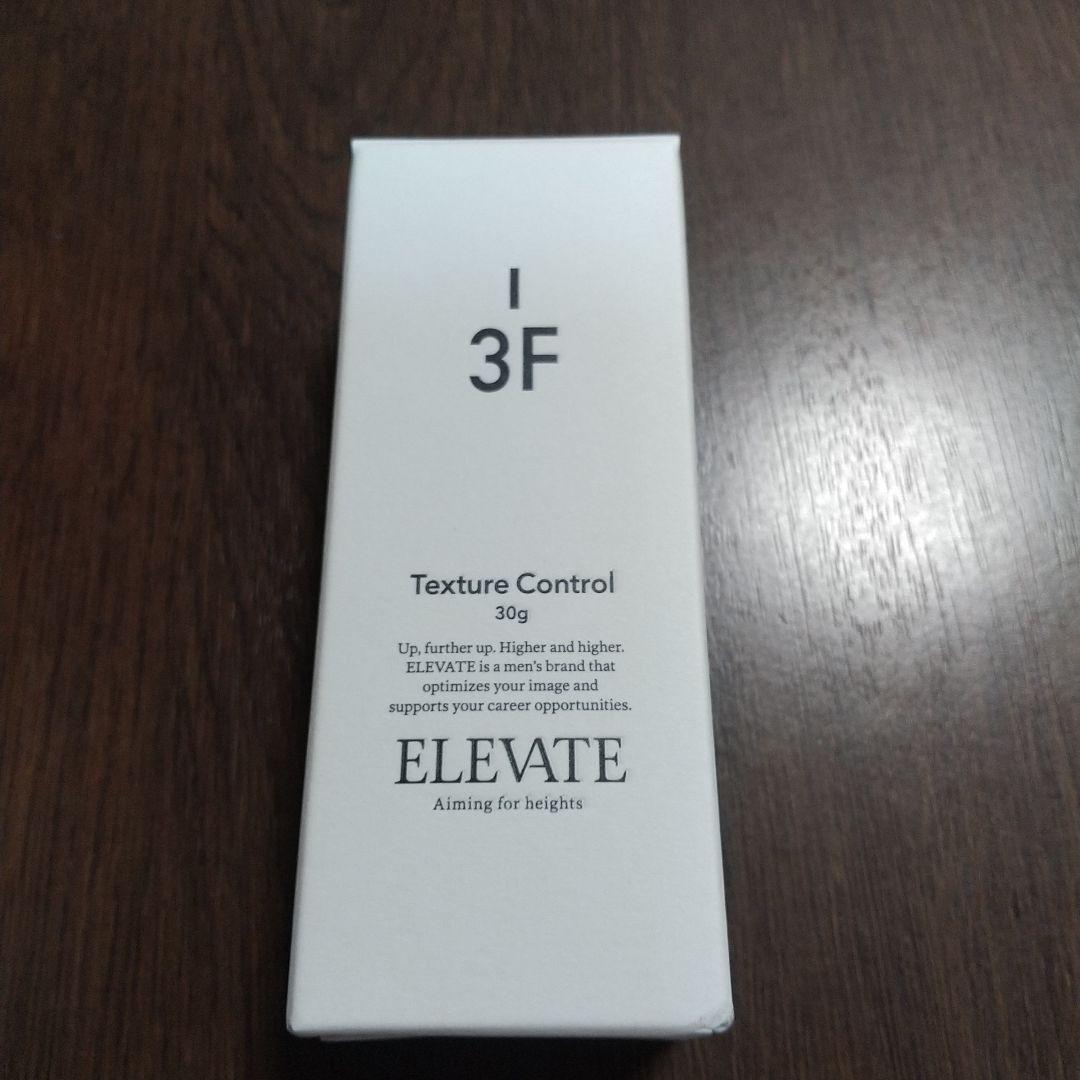 I
3F
Texture Control
30g
Up, further up. Higher and higher.
ELEVATE is a men's brand that
optimizes your image and
supports your career opportunities.
ELEVATE
Aiming for heights